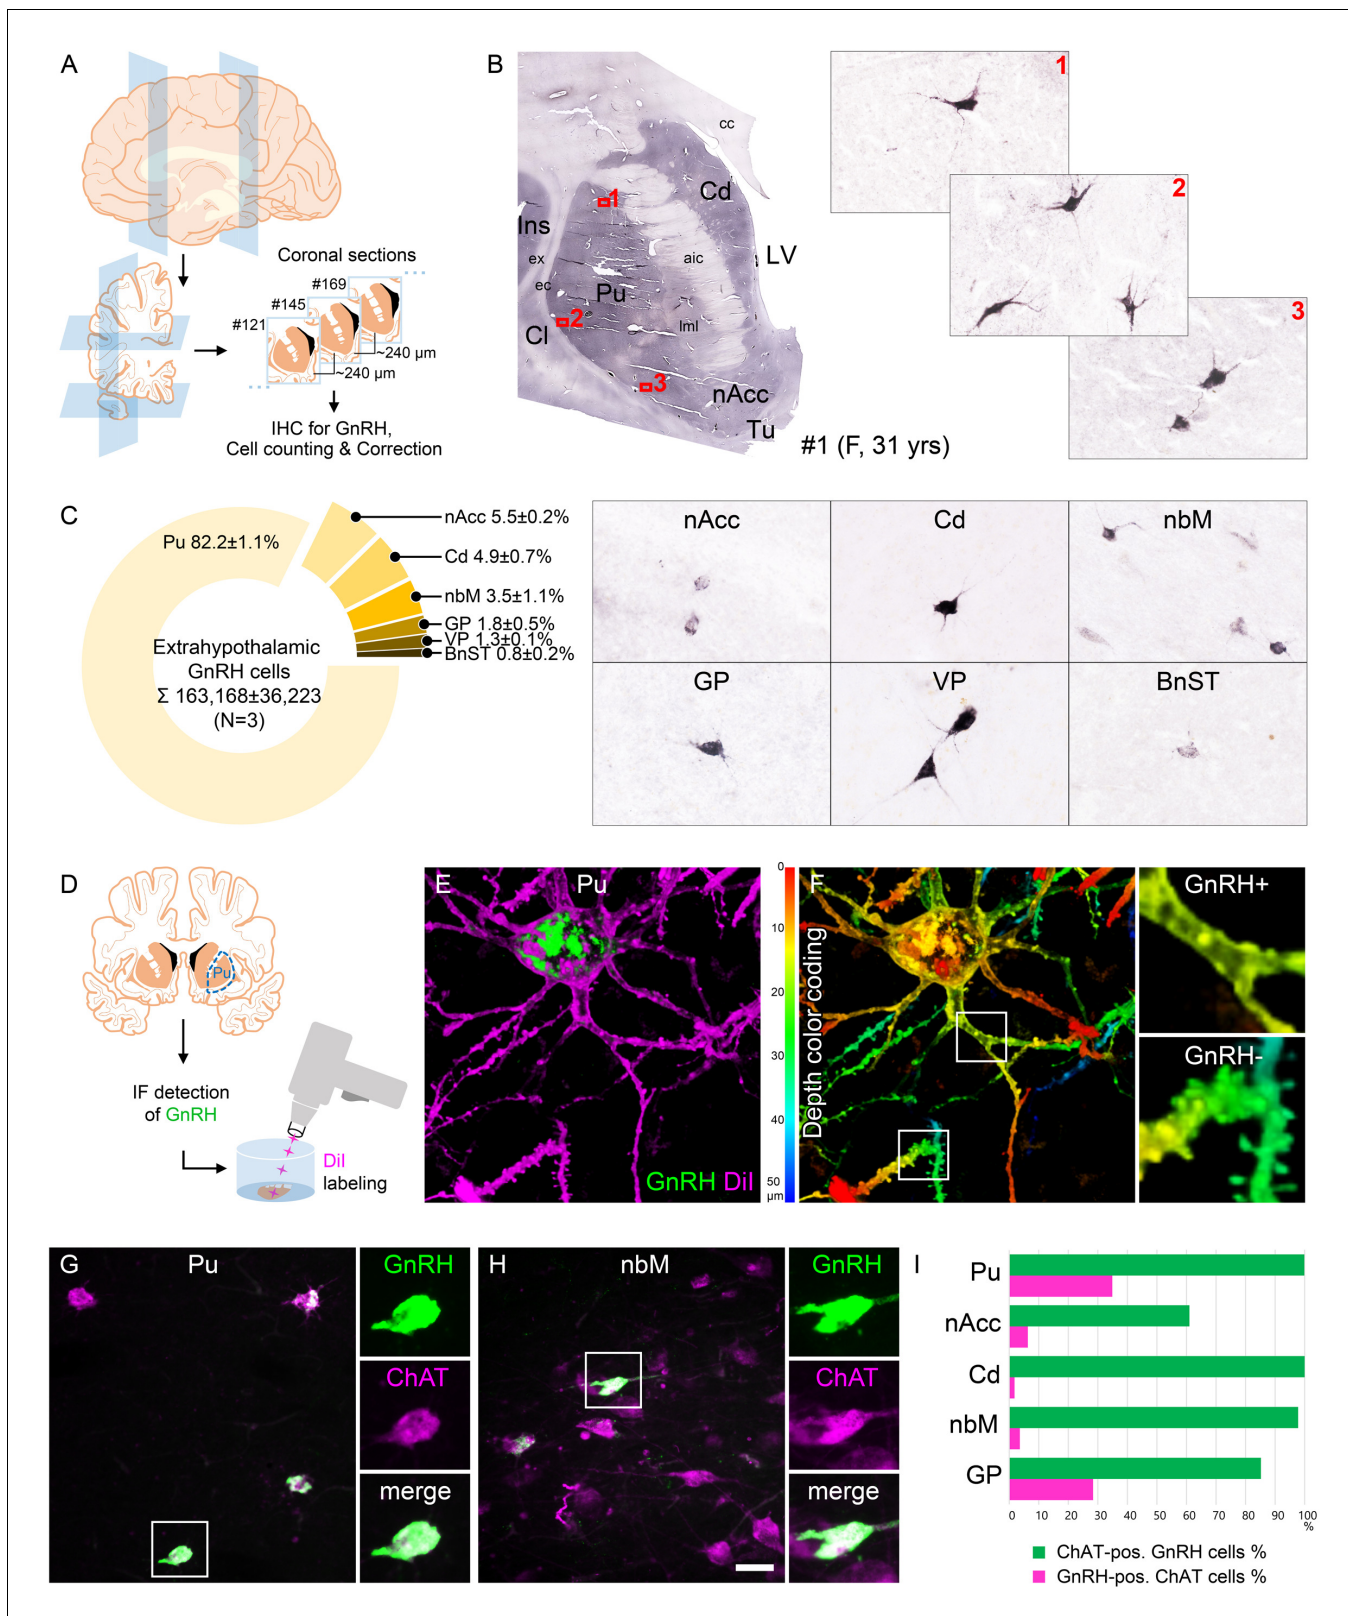 A
Coronal sections
#169
#145
#121
~240 µm
~240 µm
IHC for GnRH,
Cell counting & Correction
B
cc
Cd
1
Ins
ex
aic
LV
ec
Pu
2
lml
Cl
3
nAcc
Tu
#1 (F, 31 yrs)
1
2
3
C
Pu 82.2±1.1%
nAcc 5.5±0.2%
Cd 4.9±0.7%
nbM 3.5±1.1%
GP 1.8±0.5%
VP 1.3±0.1%
BnST 0.8±0.2%
Extrahypothalamic
GnRH cells
Σ 163,168±36,223
(N=3)
nAcc
Cd
nbM
GP
VP
BnST
D
Pu
IF detection
of GnRH
DiI
labeling
E
Pu
GnRH DiI
0
10
20
30
40
50
µm
Depth color coding
F
GnRH+
GnRH-
G
Pu
GnRH
ChAT
merge
H
nbM
GnRH
ChAT
merge
I
Pu
nAcc
Cd
nbM
GP
0 10 20 30 40 50 60 70 80 90 100
%
ChAT-pos. GnRH cells %
GnRH-pos. ChAT cells %